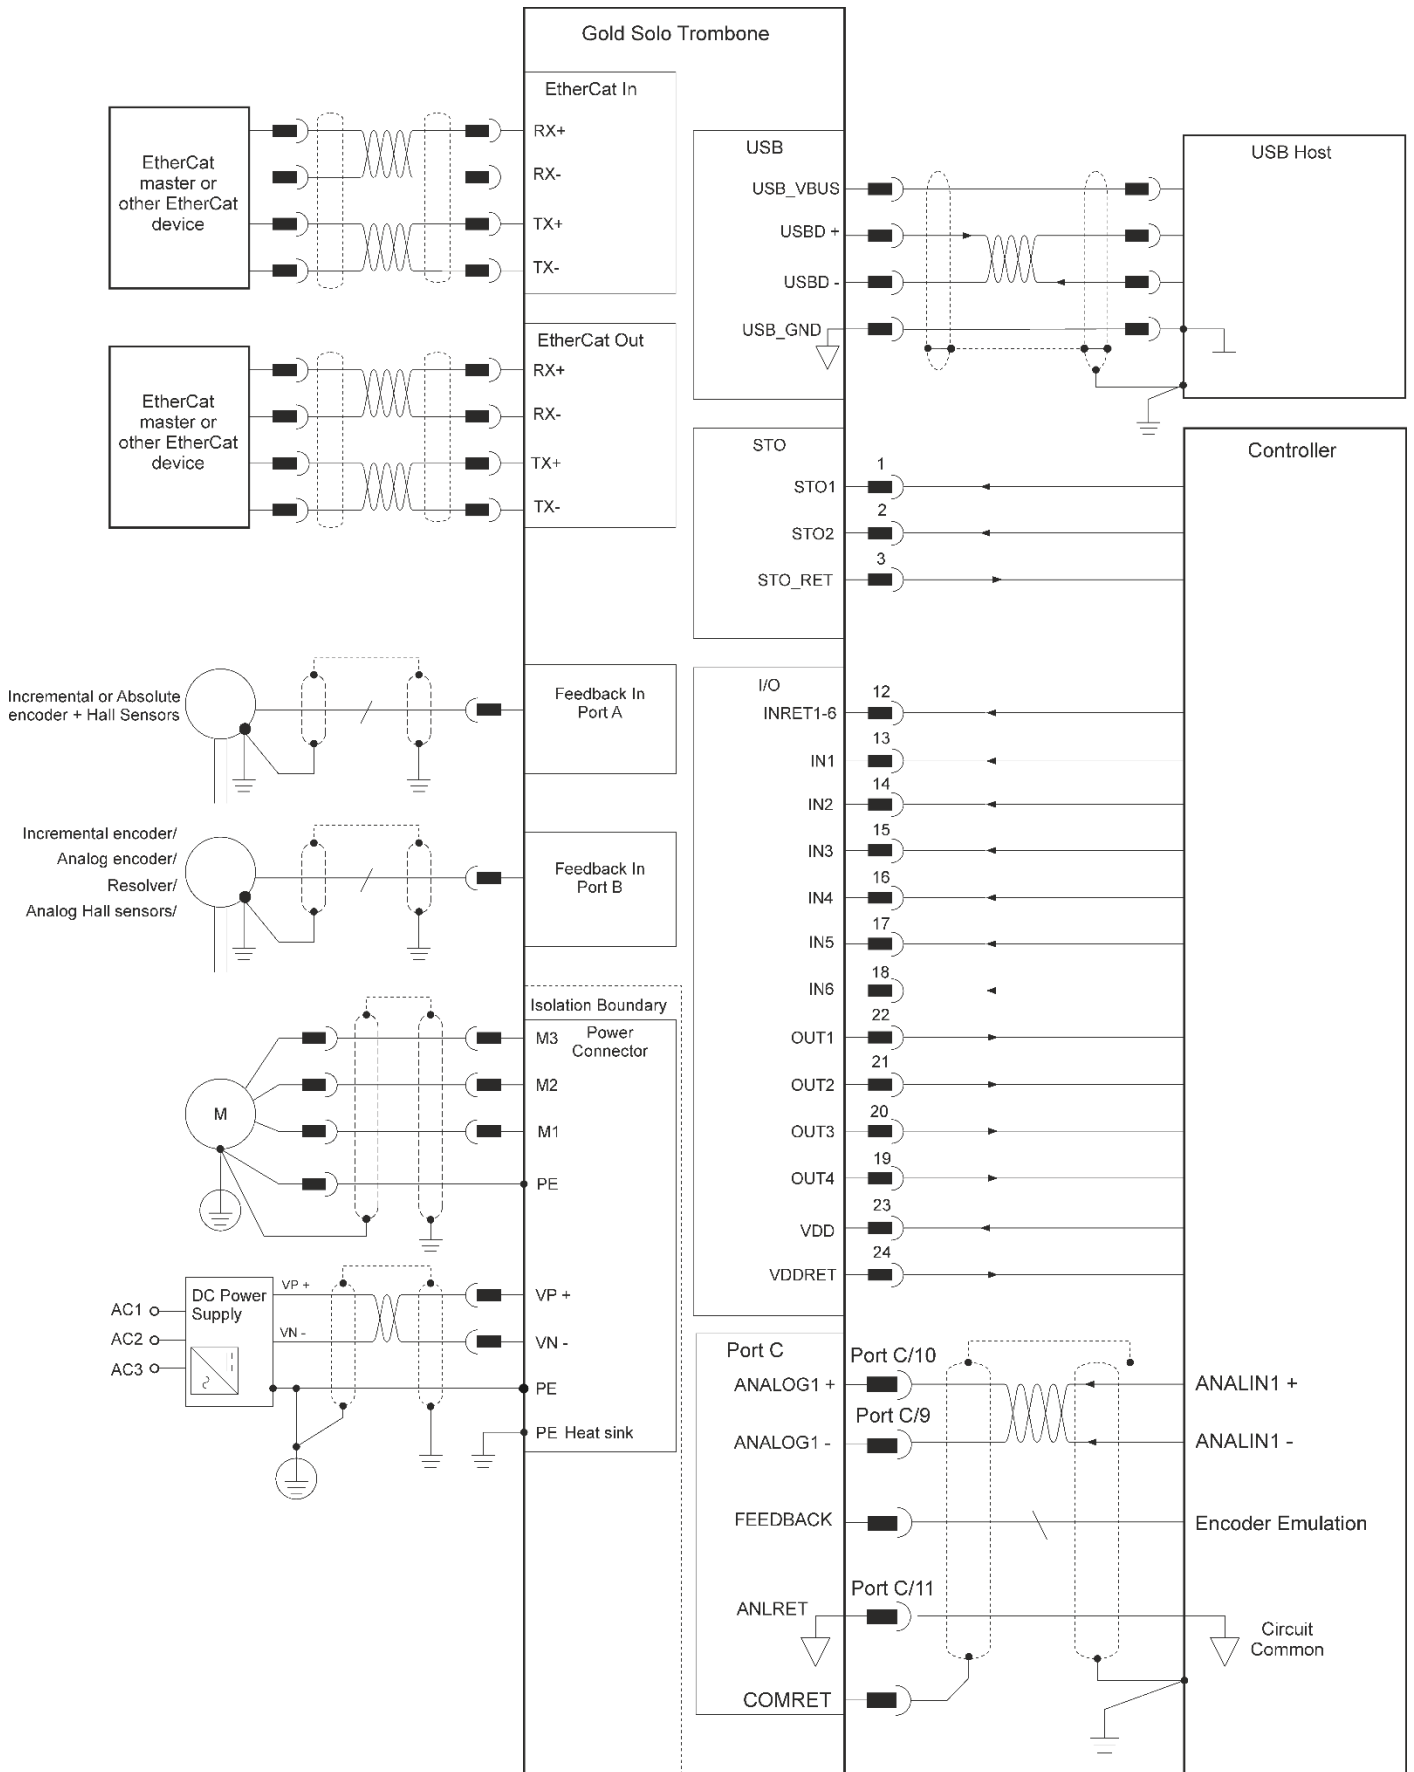 Gold Solo Trombone
EtherCat In
RX+
RX-
TX+
TX-
EtherCat
master or
other EtherCat
device
EtherCat Out
RX+
RX-
TX+
TX-
EtherCat
master or
other EtherCat
device
Incremental or Absolute
encoder + Hall Sensors
Feedback In
Port A
Incremental encoder/
Analog encoder/
Resolver/
Analog Hall sensors/
Feedback In
Port B
Isolation Boundary
Power
Connector
M3
M2
M1
PE
M
DC Power
Supply
VP +
VN -
AC1
AC2
AC3
VP +
VN -
PE
PE Heat sink
USB
USB_VBUS
USBD +
USBD -
USB_GND
USB Host
STO
STO1
1
STO2
2
STO_RET
3
Controller
I/O
INRET1-6
12
IN1
13
IN2
14
IN3
15
IN4
16
IN5
17
IN6
18
OUT1
22
OUT2
21
OUT3
20
OUT4
19
VDD
23
VDDRET
24
Port C
ANALOG1 +
Port C/10
ANALIN1 +
ANALOG1 -
Port C/9
ANALIN1 -
FEEDBACK
Encoder Emulation
ANLRET
Port C/11
Circuit
Common
COMRET